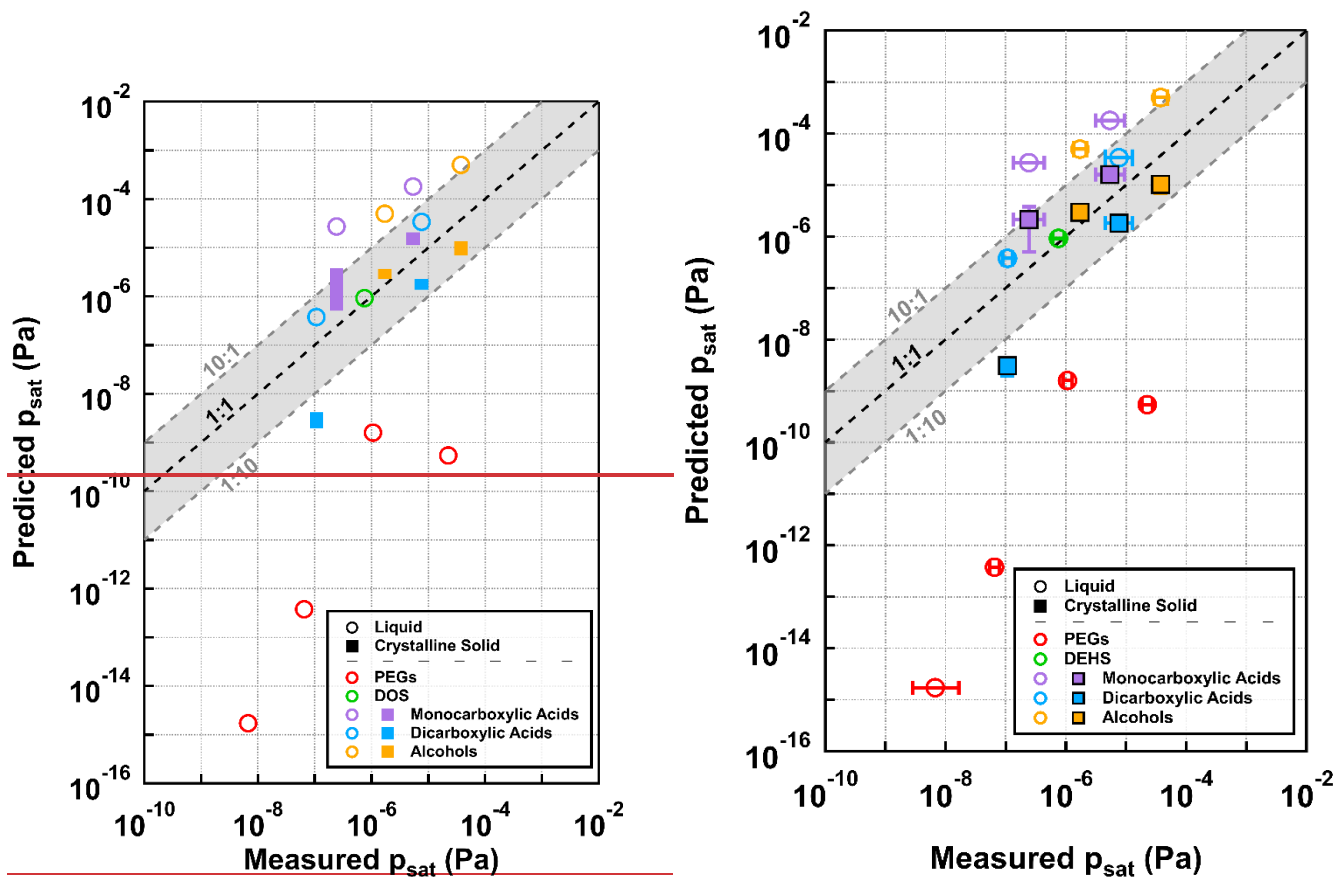 10-2
10-4
10-6
10-8
10-10
10-12
10-14
10-16
Predicted psat (Pa)
10:1
1:1
1:10
Liquid
Crystalline Solid
PEGs
DOS
Monocarboxylic Acids
Dicarboxylic Acids
Alcohols
10-10
10-8
10-6
10-4
10-2
Measured psat (Pa)
10-2
10-4
10-6
10-8
10-10
10-12
10-14
10-16
Predicted psat (Pa)
10:1
1:1
1:10
Liquid
Crystalline Solid
PEGs
DEHS
Monocarboxylic Acids
Dicarboxylic Acids
Alcohols
10-10
10-8
10-6
10-4
10-2
Measured psat (Pa)